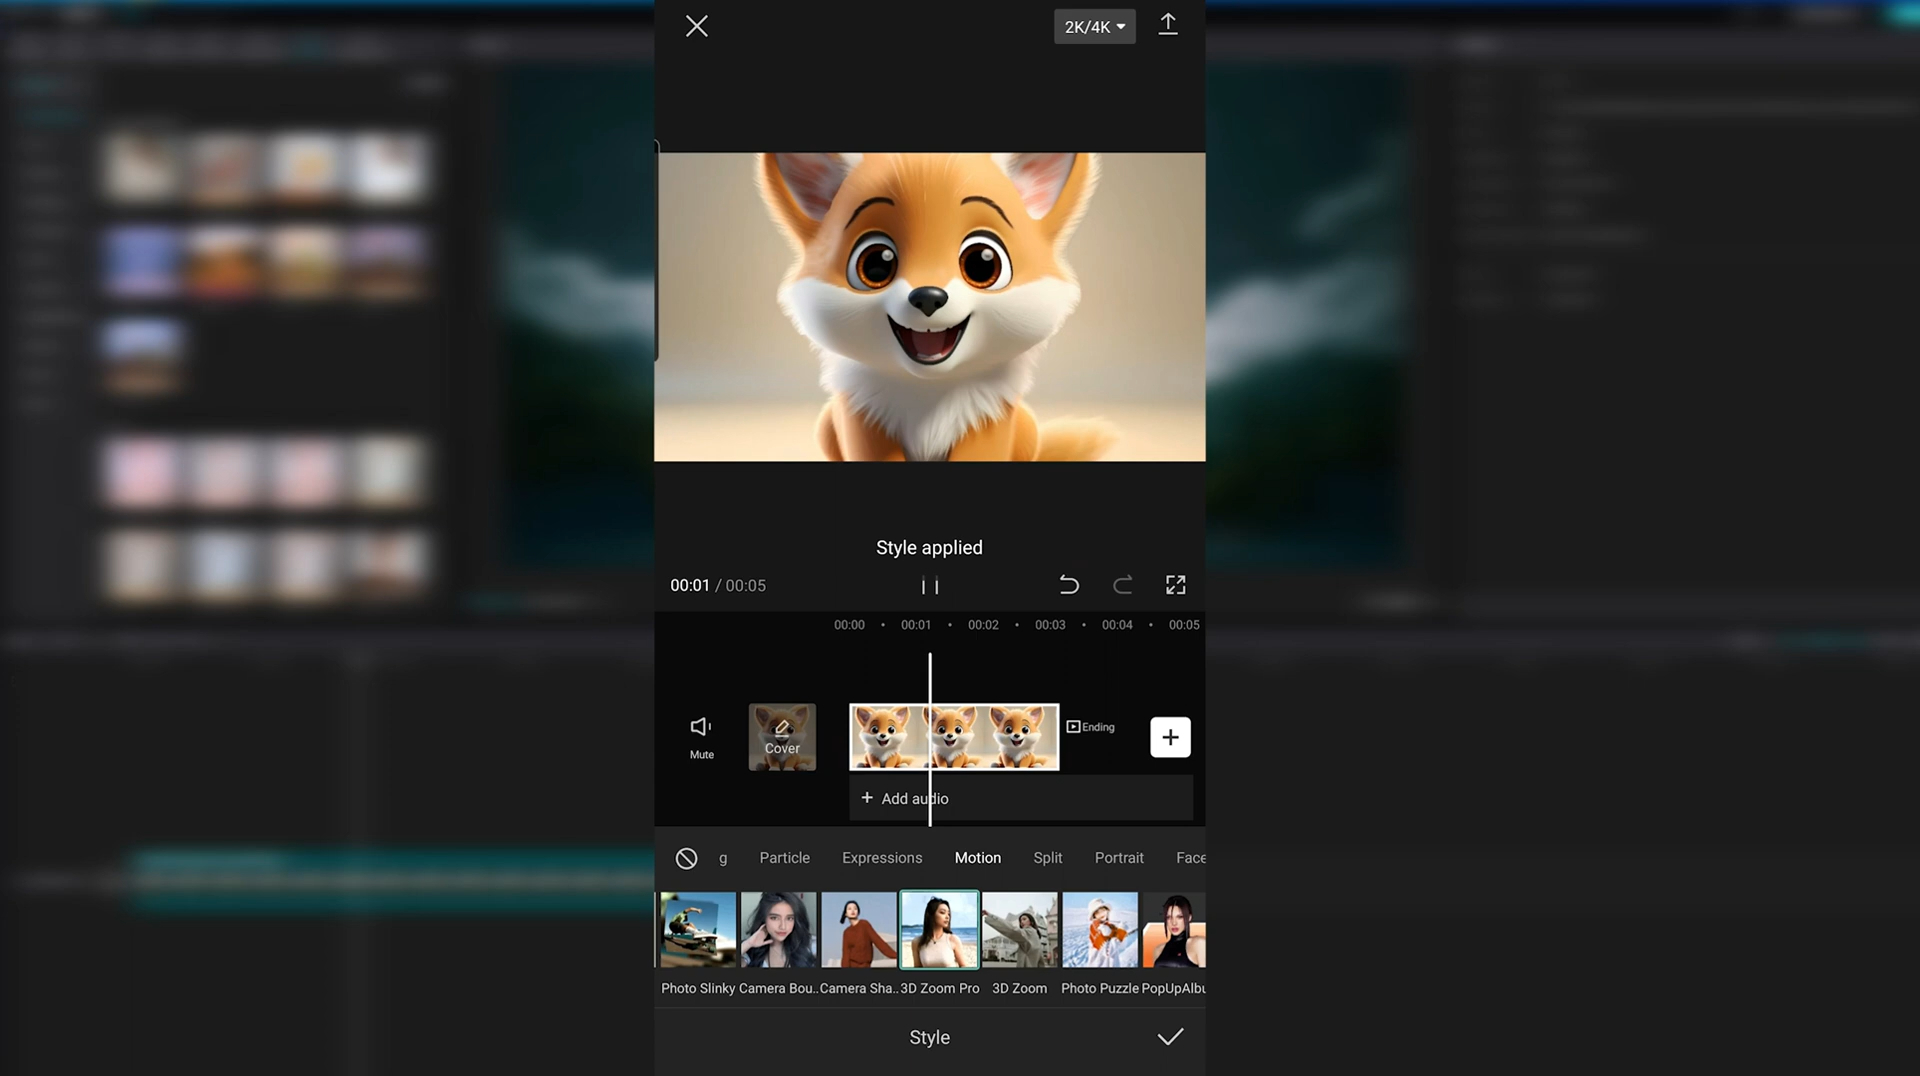 2K/4K
Style applied
00:01 / 00:05
00:00 • 00:01 • 00:02 • 00:03 • 00:04 • 00:05
Mute
Cover
Ending
+
+ Add audio
g Particle Expressions Motion Split Portrait Face
Photo Slinky Camera Bou.. Camera Sha.. 3D Zoom Pro 3D Zoom Photo Puzzle PopUpAlbu
Style